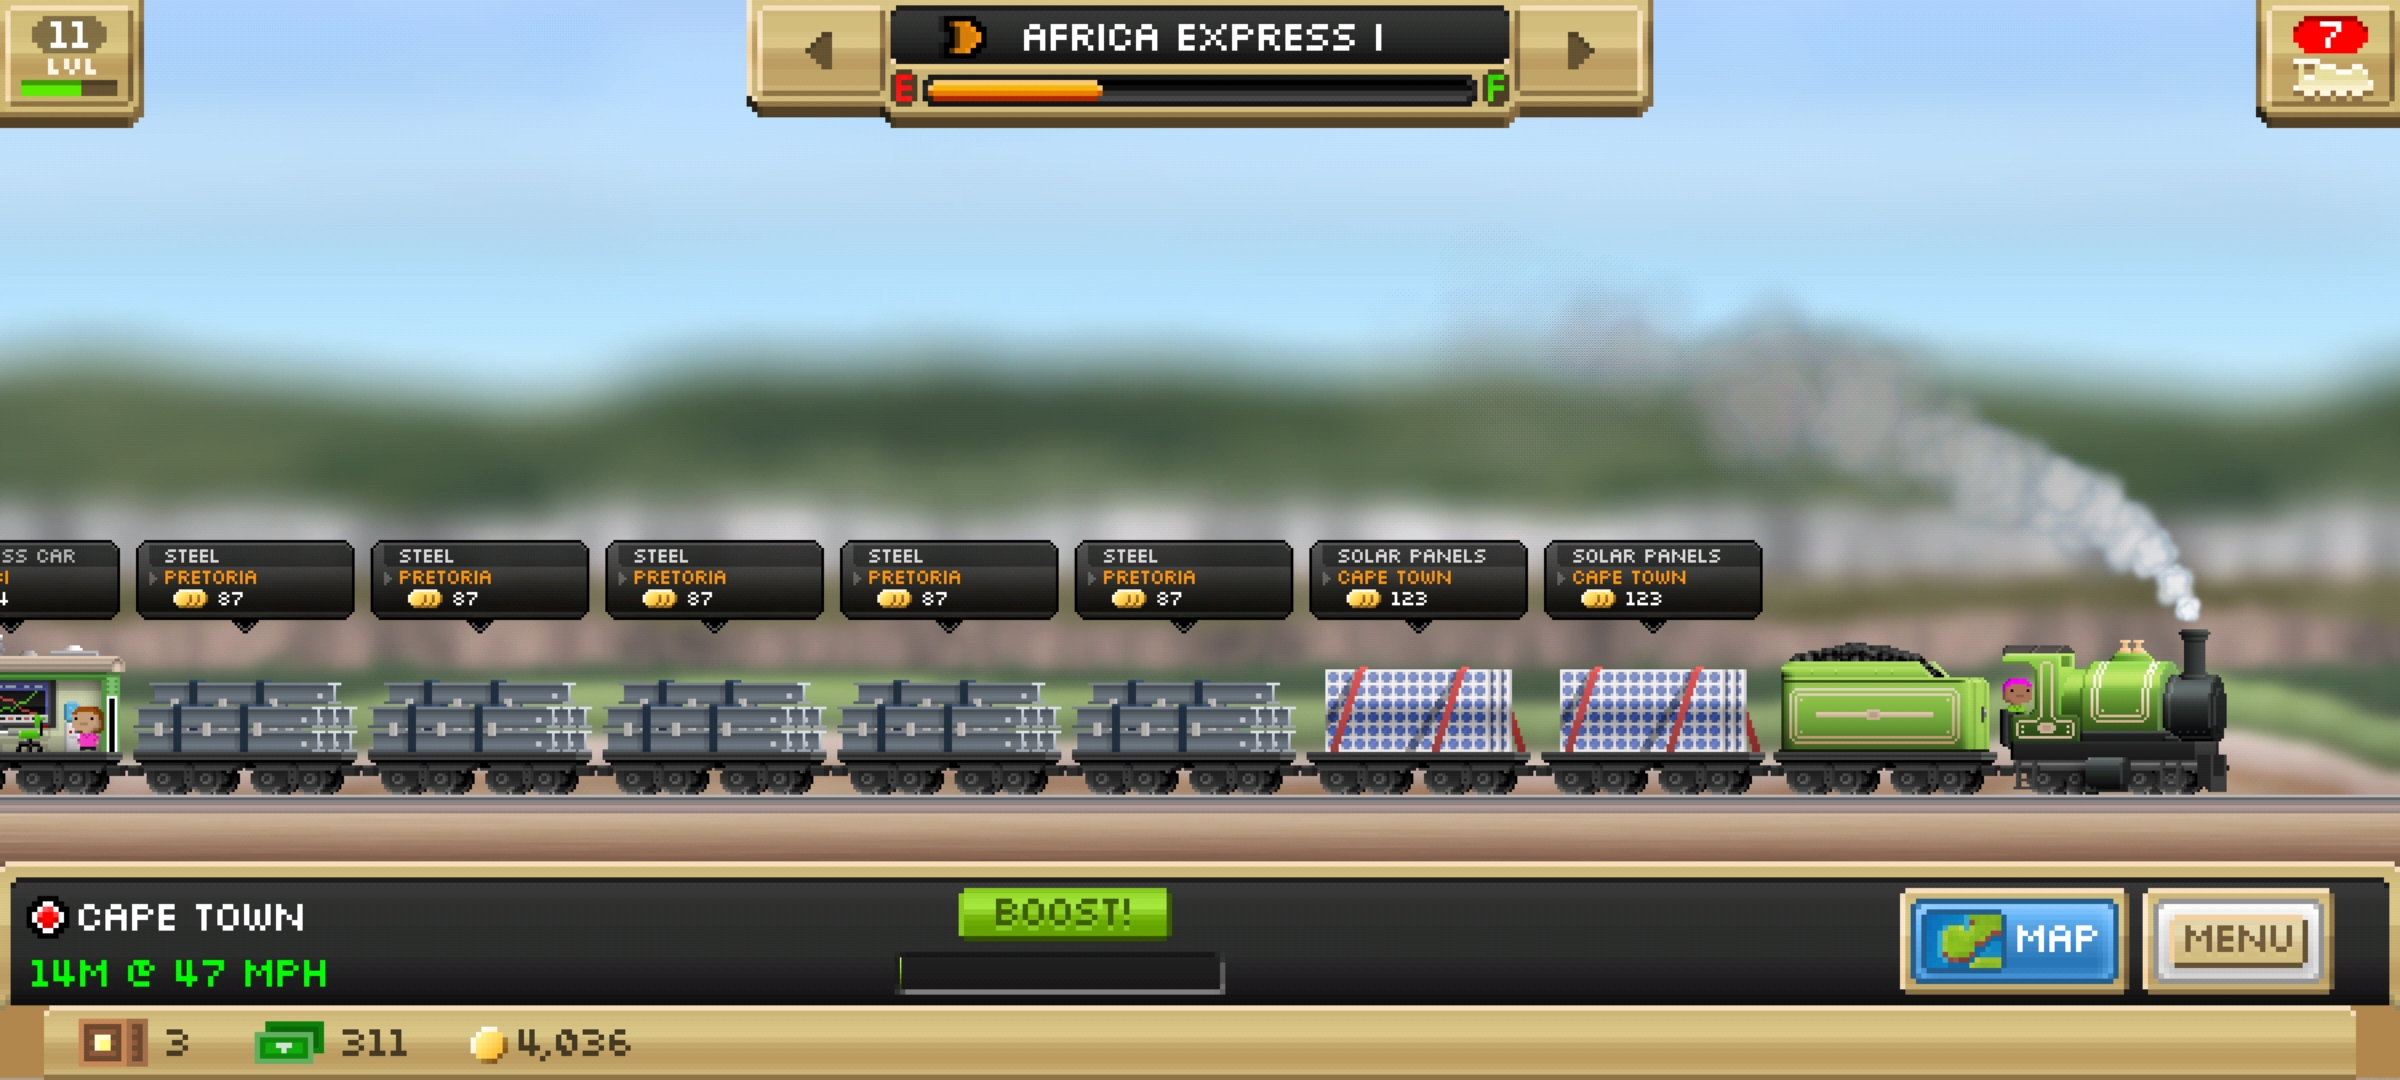 11
LVL
AFRICA EXPRESS I
E
F
7
SS CAR
STEEL
PRETORIA
87
STEEL
PRETORIA
87
STEEL
PRETORIA
87
STEEL
PRETORIA
87
STEEL
PRETORIA
87
SOLAR PANELS
CAPE TOWN
123
SOLAR PANELS
CAPE TOWN
123
CAPE TOWN
14M @ 47 MPH
BOOST!
MAP
MENU
3
311
4,036